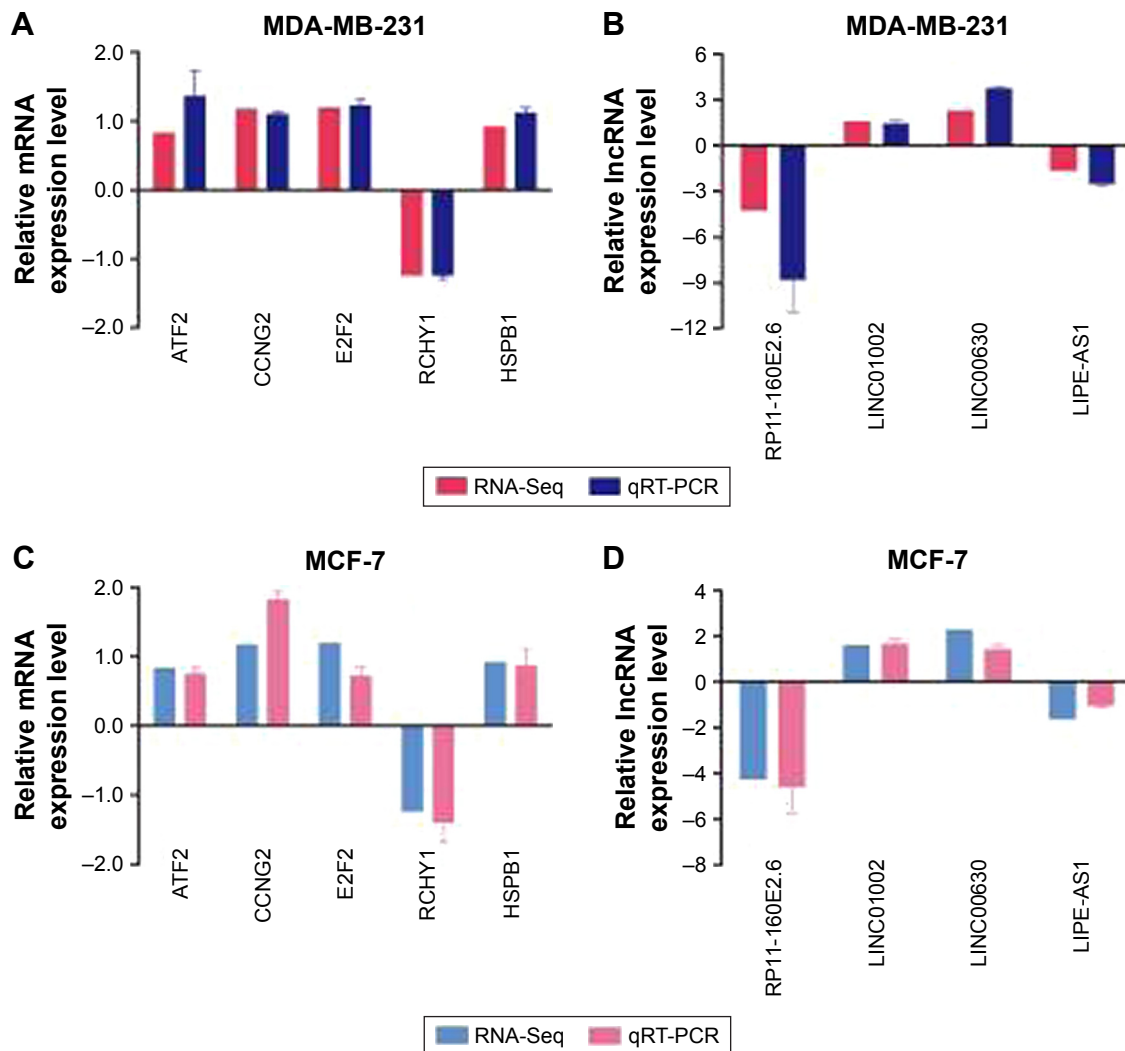 A
MDA-MB-231
Relative mRNA
expression level
2.0
1.0
0.0
–1.0
–2.0
ATF2
CCNG2
E2F2
RCHY1
HSPB1
B
MDA-MB-231
Relative lncRNA
expression level
6
3
0
–3
–6
–9
–12
RP11-160E2.6
LINC01002
LINC00630
LIPE-AS1
RNA-Seq qRT-PCR
C
MCF-7
Relative mRNA
expression level
2.0
1.0
0.0
–1.0
–2.0
ATF2
CCNG2
E2F2
RCHY1
HSPB1
D
MCF-7
Relative lncRNA
expression level
4
2
0
–2
–4
–6
–8
RP11-160E2.6
LINC01002
LINC00630
LIPE-AS1
RNA-Seq qRT-PCR